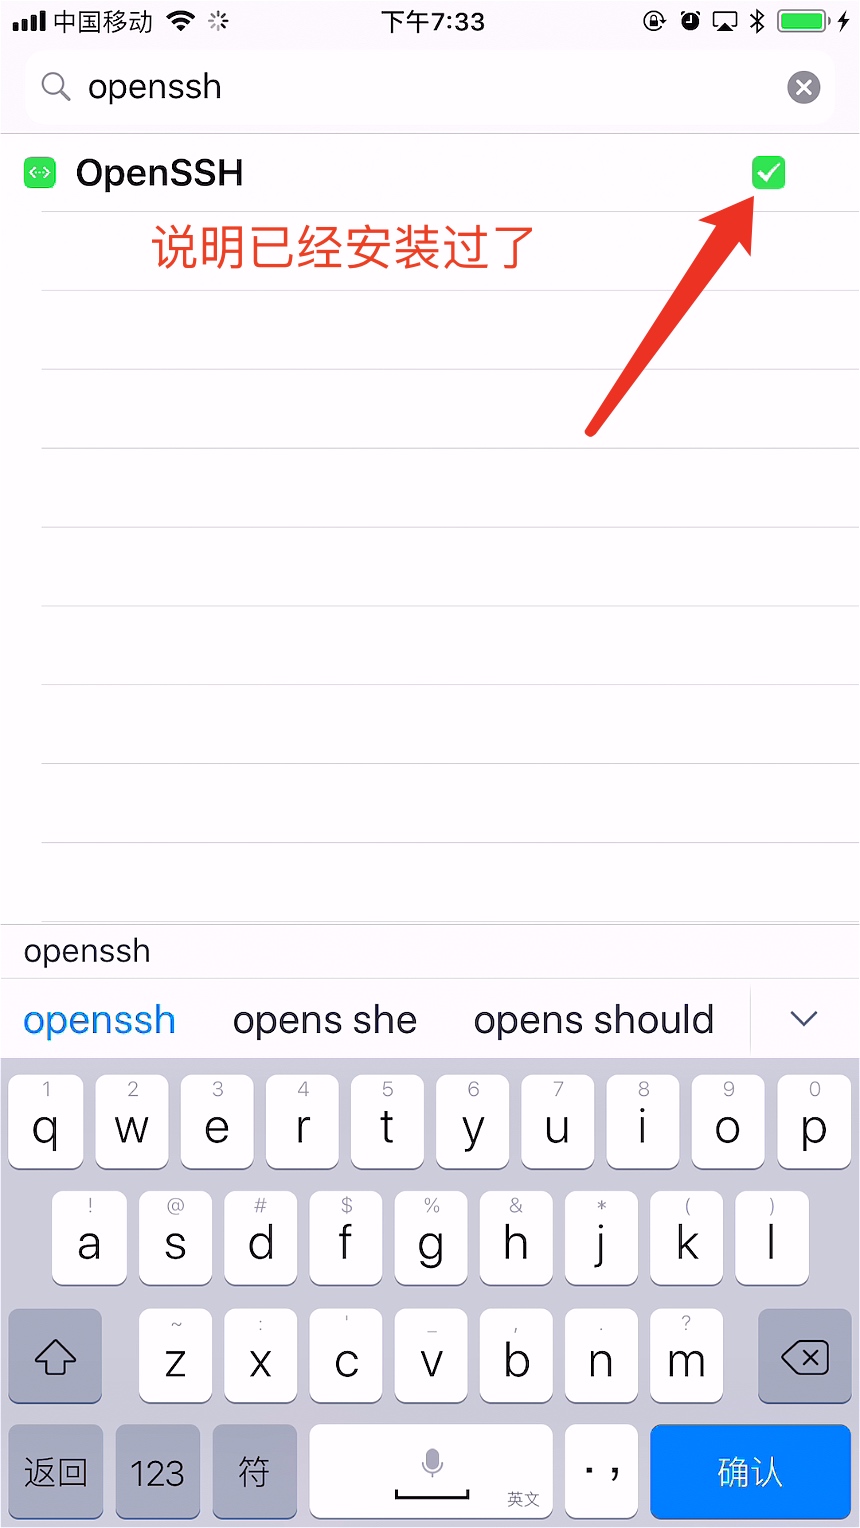 中国移动 下午7:33
openssh
OpenSSH
说明已经安装过了
openssh
openssh opens she opens should
1 2 3 4 5 6 7 8 9 0
q w e r t y u i o p
! @ # $ % & * ( )
a s d f g h j k l
~ : ' _ , . ?
z x c v b n m
返回 123 符 英文 . , 确认